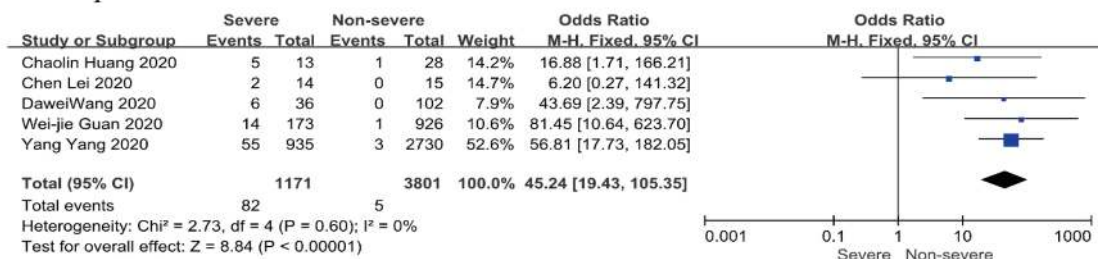 Severe Non-severe Odds Ratio Odds Ratio
Study or Subgroup Events Total Events Total Weight M-H, Fixed, 95% CI M-H, Fixed, 95% CI
Chaolin Huang 2020 5 13 1 28 14.2% 16.88 [1.71, 166.21]
Chen Lei 2020 2 14 0 15 14.7% 6.20 [0.27, 141.32]
DaweiWang 2020 6 36 0 102 7.9% 43.69 [2.39, 797.75]
Wei-jie Guan 2020 14 173 1 926 10.6% 81.45 [10.64, 623.70]
Yang Yang 2020 55 935 3 2730 52.6% 56.81 [17.73, 182.05]
Total (95% CI) 1171 3801 100.0% 45.24 [19.43, 105.35]
Total events 82 5
Heterogeneity: Chi² = 2.73, df = 4 (P = 0.60); I² = 0%
Test for overall effect: Z = 8.84 (P < 0.00001)
0.001 0.1 1 10 1000
Severe Non-severe